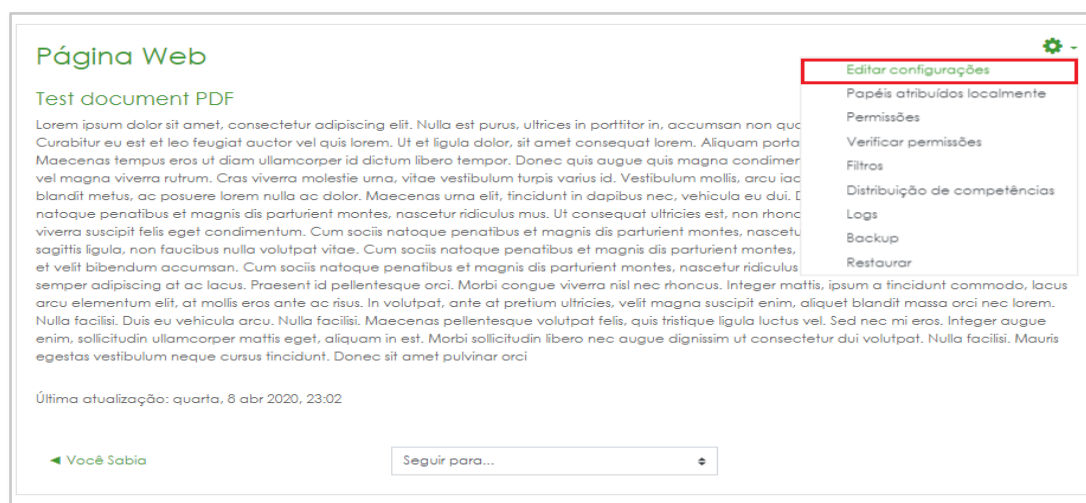 Página Web
Editar configurações
Papéis atribuídos localmente
Permissões
Verificar permissões
Filtros
Distribuição de competências
Logs
Backup
Restaurar
Test document PDF
Lorem ipsum dolor sit amet, consectetur adipiscing elit. Nulla est purus, ultrices in porttitor in, accumsan non quc
Curabitur eu est et leo feugiat auctor vel quis lorem. Ut et ligula dolor, sit amet consequat lorem. Aliquam porta
Maecenas tempus eros ut diam ullamcorper id dictum libero tempor. Donec quis augue quis magna condimer
vel magna viverra rutrum. Cras viverra molestie urna, vitae vestibulum turpis varius id. Vestibulum mollis, arcu iac
blandit metus, ac posuere lorem nulla ac dolor. Maecenas urna elit, tincidunt in dapibus nec, vehicula eu dui.
natoque penatibus et magnis dis parturient montes, nascetur ridiculus mus. Ut consequat ultricies est, non rhonc
viverra suscipit felis eget condimentum. Cum sociis natoque penatibus et magnis dis parturient montes, nascetu
sagittis ligula, non faucibus nulla volutpat vitae. Cum sociis natoque penatibus et magnis dis parturient montes,
et velit bibendum accumsan. Cum sociis natoque penatibus et magnis dis parturient montes, nascetur ridiculus
semper adipiscing at ac lacus. Praesent id pellentesque orci. Morbi congue viverra nisl nec rhoncus. Integer mattis, ipsum a tincidunt commodo, lacus
arcu elementum elit, at mollis eros ante ac risus. In volutpat, ante at pretium ultricies, velit magna suscipit enim, aliquet blandit massa orci nec lorem.
Nulla facilisi. Duis eu vehicula arcu. Nulla facilisi. Maecenas pellentesque volutpat felis, quis tristique ligula luctus vel. Sed nec mi eros. Integer augue
enim, sollicitudin ullamcorper mattis eget, aliquam in est. Morbi sollicitudin libero nec augue dignissim ut consectetur dui volutpat. Nulla facilisi. Mauris
egestas vestibulum neque cursus tincidunt. Donec sit amet pulvinar orci
Última atualização: quarta, 8 abr 2020, 23:02
◄ Você Sabia
Seguir para...